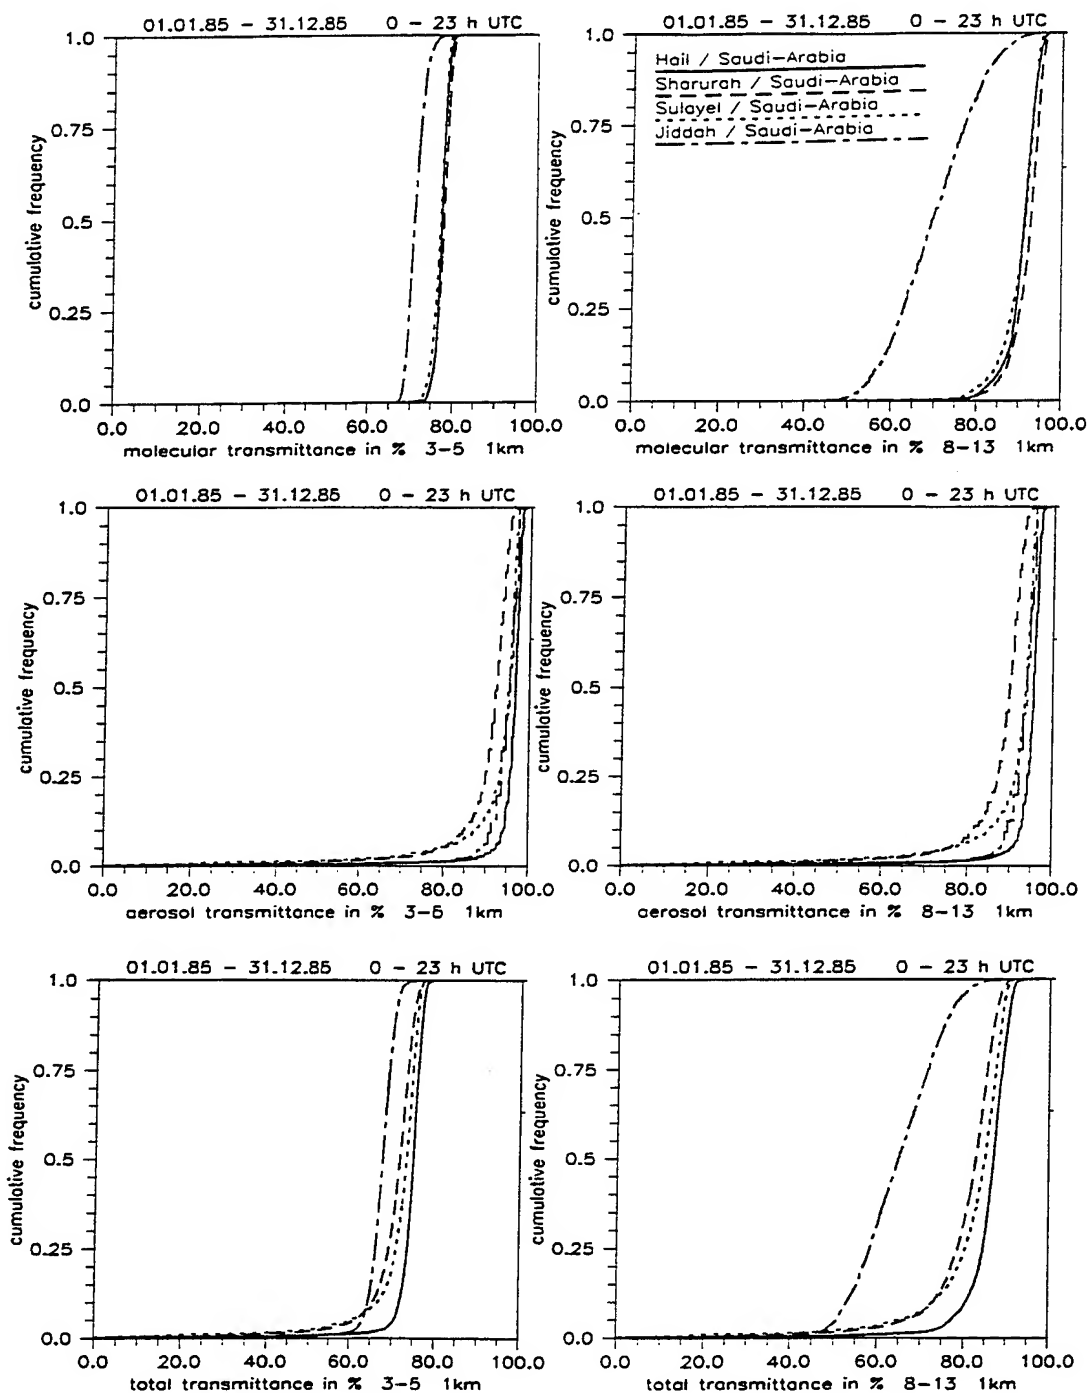 01.01.85 – 31.12.85 0 – 23 h UTC
1.0
0.75
0.5
0.25
0.0
cumulative frequency
0.0 20.0 40.0 60.0 80.0 100.0
molecular transmittance in % 3–5 1km
01.01.85 – 31.12.85 0 – 23 h UTC
Hail / Saudi–Arabia
Sharurah / Saudi–Arabia
Sulayel / Saudi–Arabia
Jiddah / Saudi–Arabia
1.0
0.75
0.5
0.25
0.0
cumulative frequency
0.0 20.0 40.0 60.0 80.0 100.0
molecular transmittance in % 8–13 1km
01.01.85 – 31.12.85 0 – 23 h UTC
1.0
0.75
0.5
0.25
0.0
cumulative frequency
0.0 20.0 40.0 60.0 80.0 100.0
aerosol transmittance in % 3–5 1km
01.01.85 – 31.12.85 0 – 23 h UTC
1.0
0.75
0.5
0.25
0.0
cumulative frequency
0.0 20.0 40.0 60.0 80.0 100.0
aerosol transmittance in % 8–13 1km
01.01.85 – 31.12.85 0 – 23 h UTC
1.0
0.75
0.5
0.25
0.0
cumulative frequency
0.0 20.0 40.0 60.0 80.0 100.0
total transmittance in % 3–5 1km
01.01.85 – 31.12.85 0 – 23 h UTC
1.0
0.75
0.5
0.25
0.0
cumulative frequency
0.0 20.0 40.0 60.0 80.0 100.0
total transmittance in % 8–13 1km